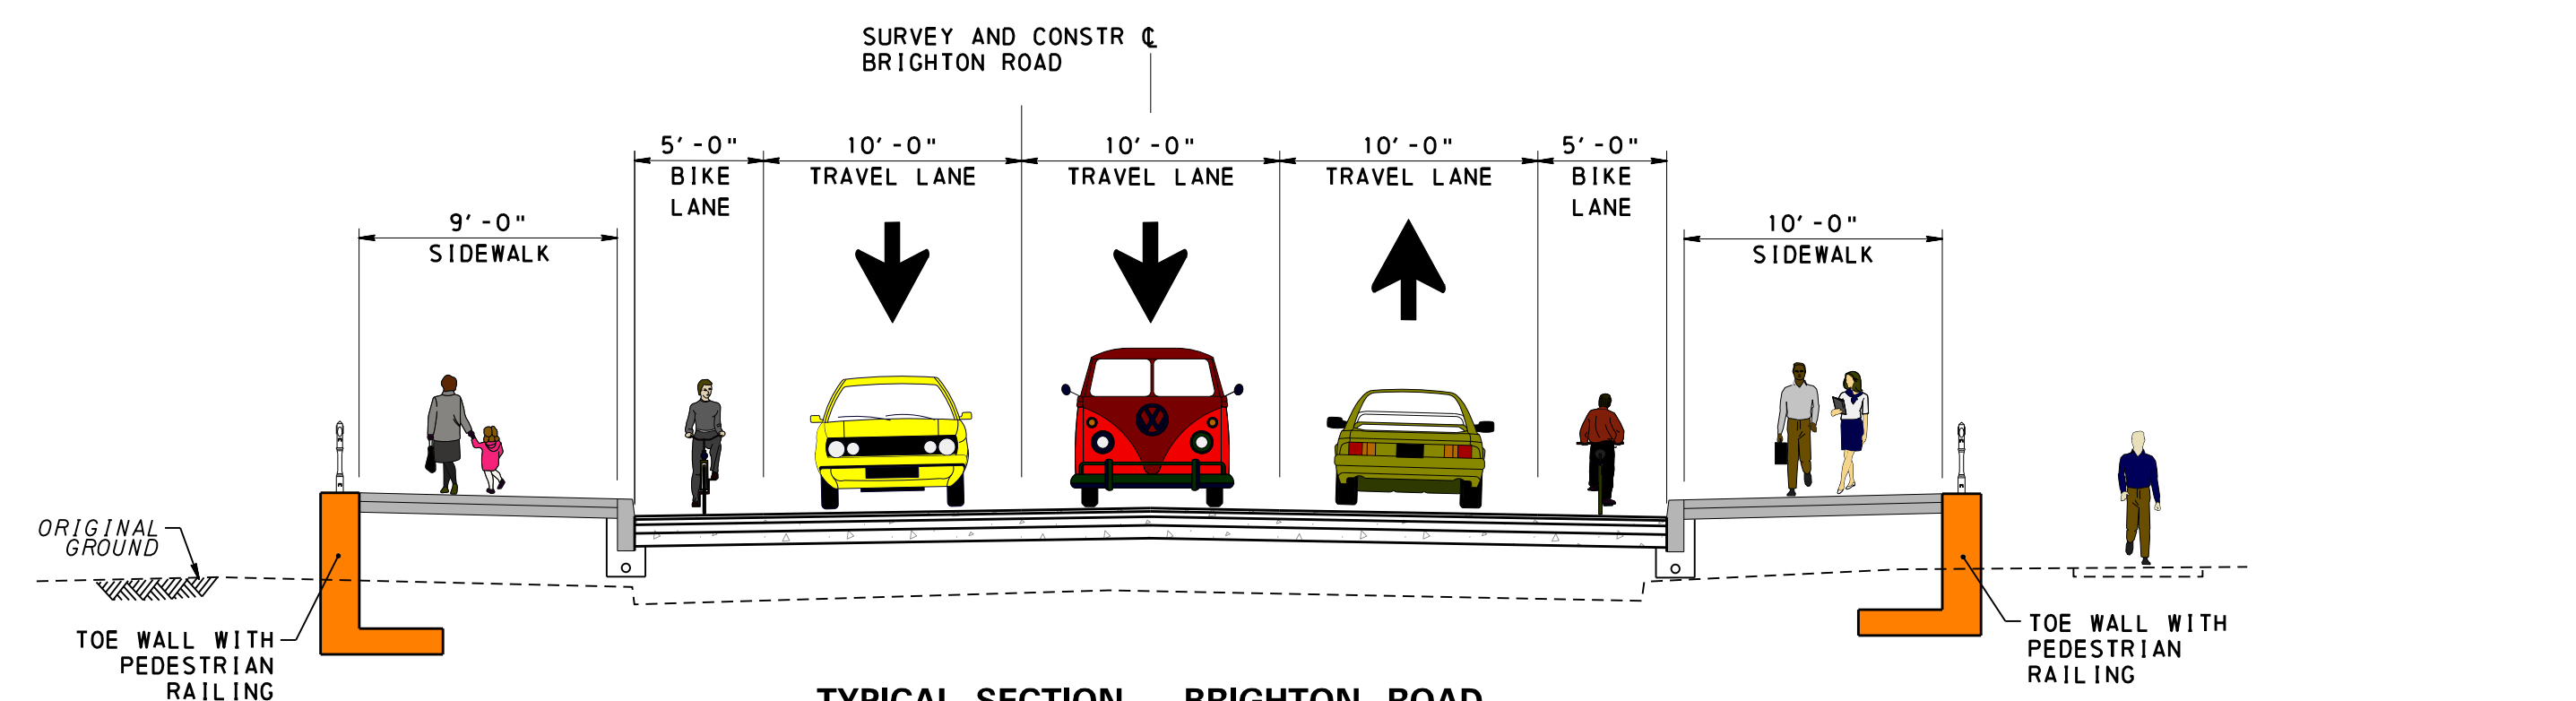 SURVEY AND CONSTR ℄
BRIGHTON ROAD
5'-0"
BIKE
LANE
10'-0"
TRAVEL LANE
10'-0"
TRAVEL LANE
10'-0"
TRAVEL LANE
5'-0"
BIKE
LANE
9'-0"
SIDEWALK
10'-0"
SIDEWALK
ORIGINAL
GROUND
TOE WALL WITH
PEDESTRIAN
RAILING
TOE WALL WITH
PEDESTRIAN
RAILING
TYPICAL SECTION BRIGHTON ROAD